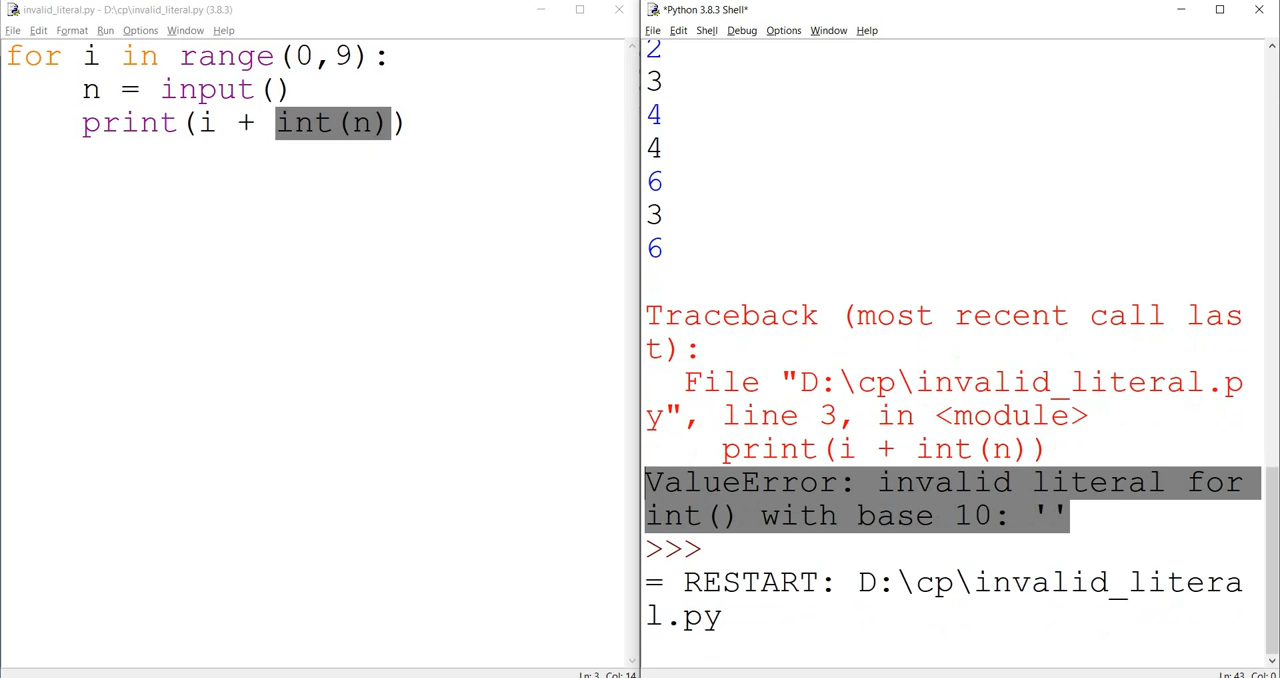 invalid_literal.py - D:\cp\invalid_literal.py (3.8.3)
File Edit Format Run Options Window Help
for i in range(0,9):
    n = input()
    print(i + int(n))
Ln: 3 Col: 14
*Python 3.8.3 Shell*
File Edit Shell Debug Options Window Help
2
3
4
4
6
3
6
Traceback (most recent call las
t):
  File "D:\cp\invalid_literal.p
y", line 3, in <module>
    print(i + int(n))
ValueError: invalid literal for
int() with base 10: ''
>>>
= RESTART: D:\cp\invalid_litera
l.py
Ln: 43 Col: 0